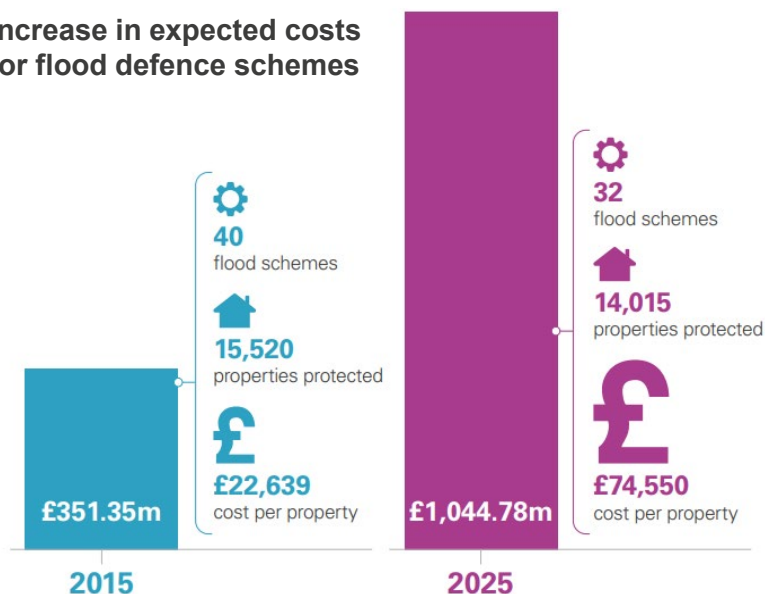 ncrease in expected costs
or flood defence schemes
40
flood schemes
15,520
properties protected
£
£22,639
cost per property
£351.35m
2015
32
flood schemes
14,015
properties protected
£
£74,550
cost per property
£1,044.78m
2025